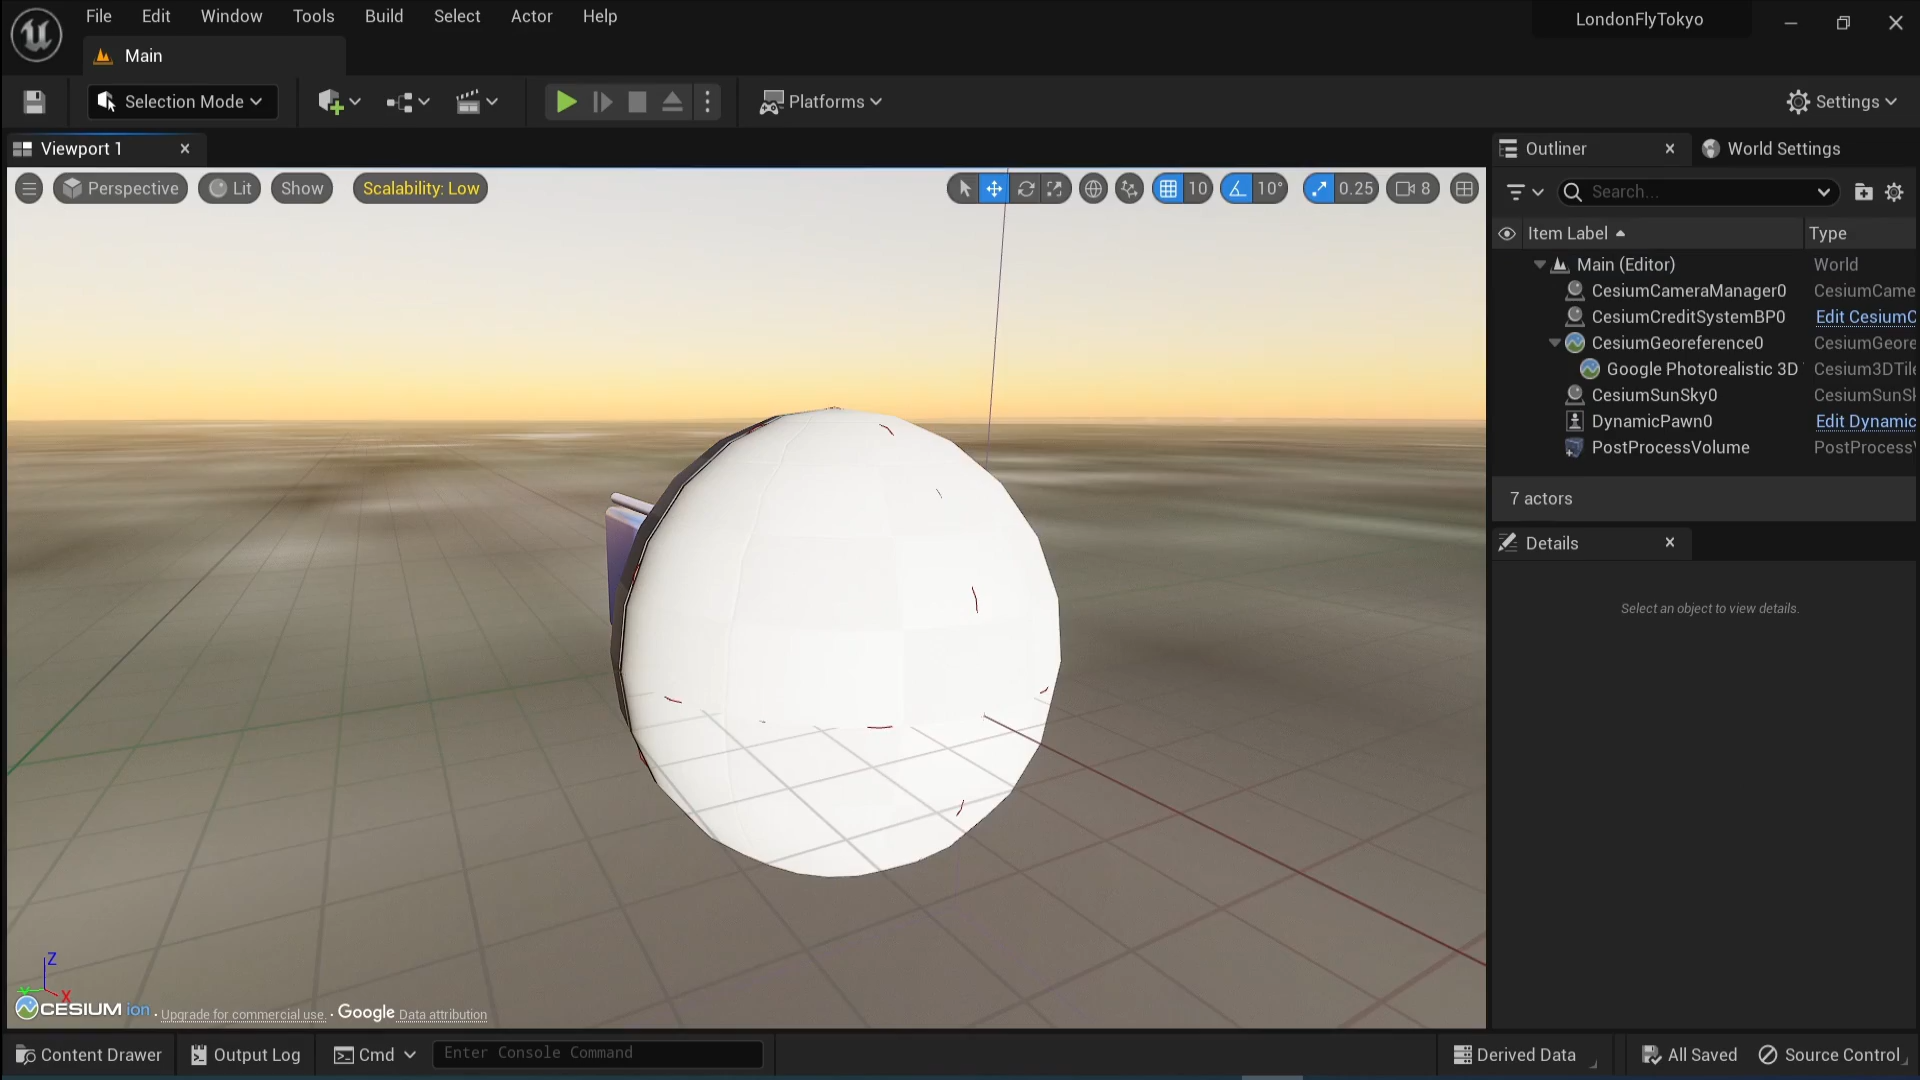 File Edit Window Tools Build Select Actor Help
LondonFlyTokyo
Main
Selection Mode
Platforms
Settings
Viewport 1
Outliner
World Settings
Perspective
Lit
Show
Scalability: Low
10
10°
0.25
8
Search...
Item Label
Type
Main (Editor) World
CesiumCameraManager0 CesiumCame
CesiumCreditSystemBP0 Edit CesiumC
CesiumGeoreference0 CesiumGeore
Google Photorealistic 3D Cesium3DTile
CesiumSunSky0 CesiumSunSk
DynamicPawn0 Edit Dynamic
PostProcessVolume PostProcessV
7 actors
Details
Select an object to view details.
Z
Y
X
CESIUM ion . Upgrade for commercial use. . Google Data attribution
Content Drawer
Output Log
Cmd
Enter Console Command
Derived Data
All Saved
Source Control